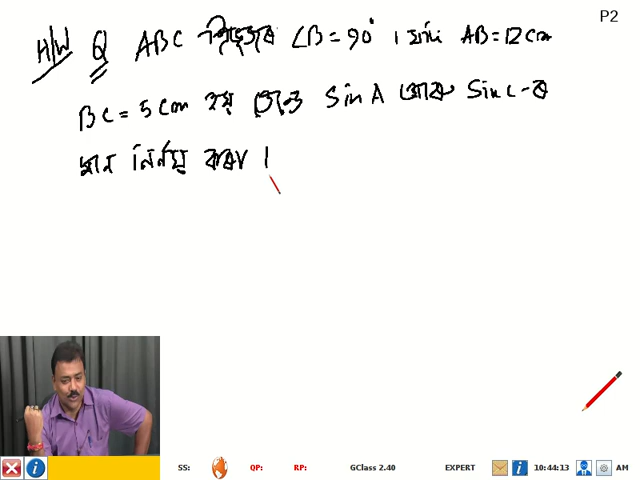 P2
H/W Q ABC ত্রিভুজের ∠B = 90° । যদি AB = 12 cm
BC = 5 cm হয় তবে Sin A এবং Sin C-র
মান নির্ণয় করো ।
SS: QP: RP: GClass 2.40 EXPERT 10:44:13 AM